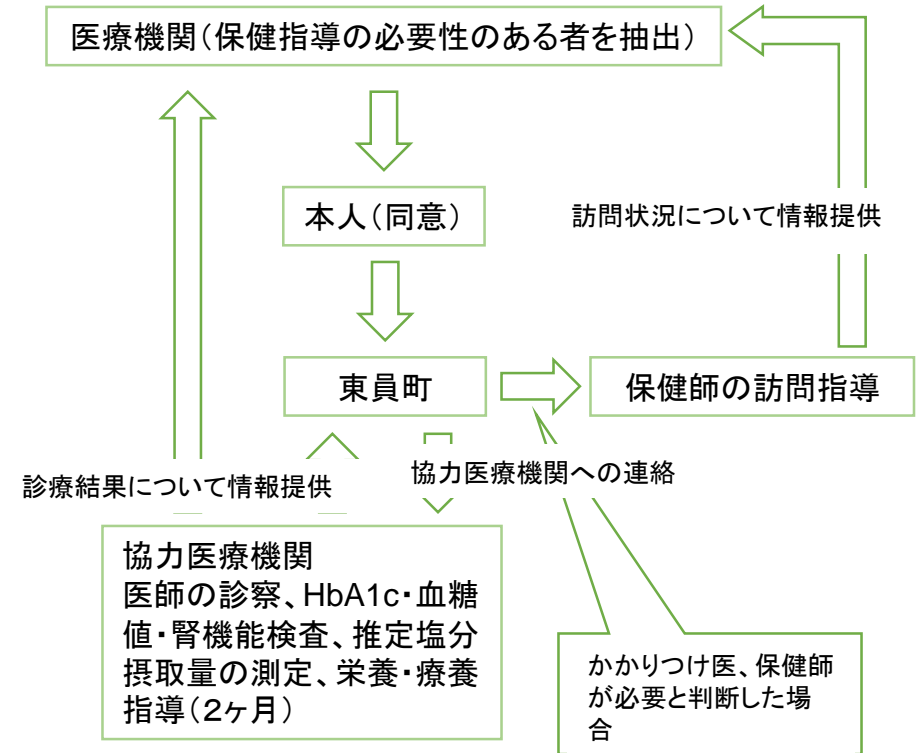 医療機関(保健指導の必要性のある者を抽出)
本人(同意)
訪問状況について情報提供
東員町
保健師の訪問指導
協力医療機関への連絡
診療結果について情報提供
協力医療機関
医師の診察、HbA1c・血糖
値・腎機能検査、推定塩分
摂取量の測定、栄養・療養
指導(2ヶ月)
かかりつけ医、保健師
が必要と判断した場
合